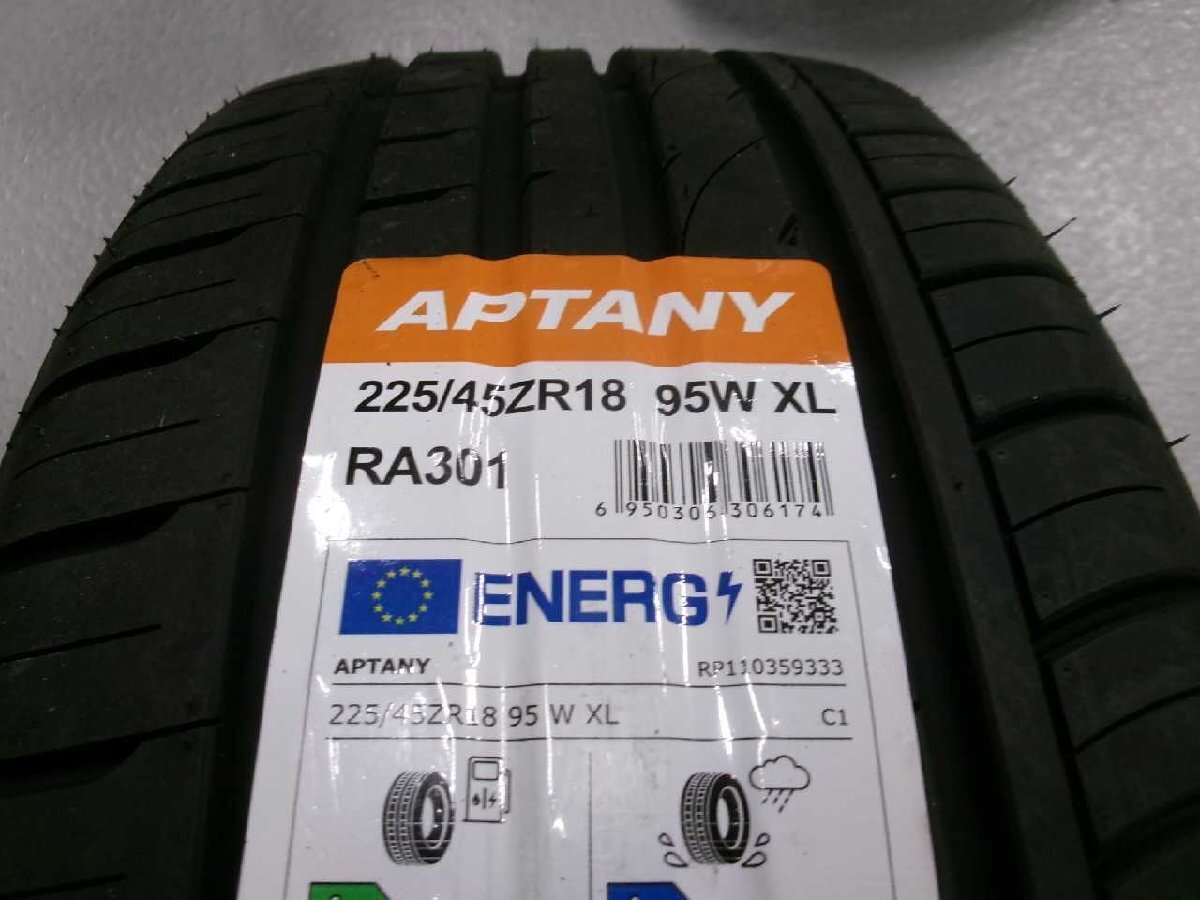 APTANY
225/45ZR18 95W XL
RA301
6 950306 306174
ENERG
APTANY RP110359333
225/45ZR18 95 W XL C1